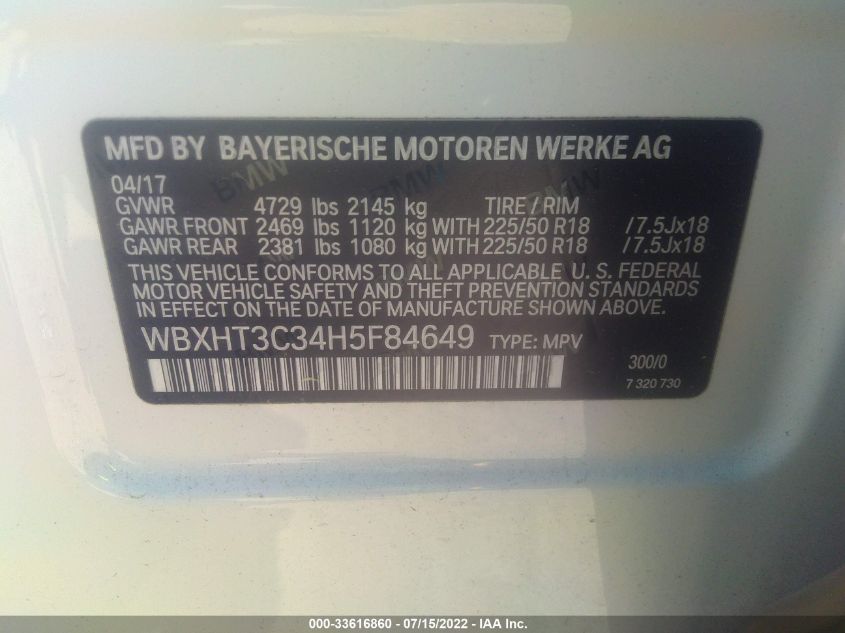 MFD BY BAYERISCHE MOTOREN WERKE AG
04/17
GVWR 4729 lbs 2145 kg TIRE / RIM
GAWR FRONT 2469 lbs 1120 kg WITH 225/50 R18 /7.5Jx18
GAWR REAR 2381 lbs 1080 kg WITH 225/50 R18 /7.5Jx18
THIS VEHICLE CONFORMS TO ALL APPLICABLE U. S. FEDERAL
MOTOR VEHICLE SAFETY AND THEFT PREVENTION STANDARDS
IN EFFECT ON THE DATE OF MANUFACTURE SHOWN ABOVE.
WBXHT3C34H5F84649 TYPE: MPV
300/0
7 320 730
BMW BMW BMW
000-33616860 - 07/15/2022 - IAA Inc.